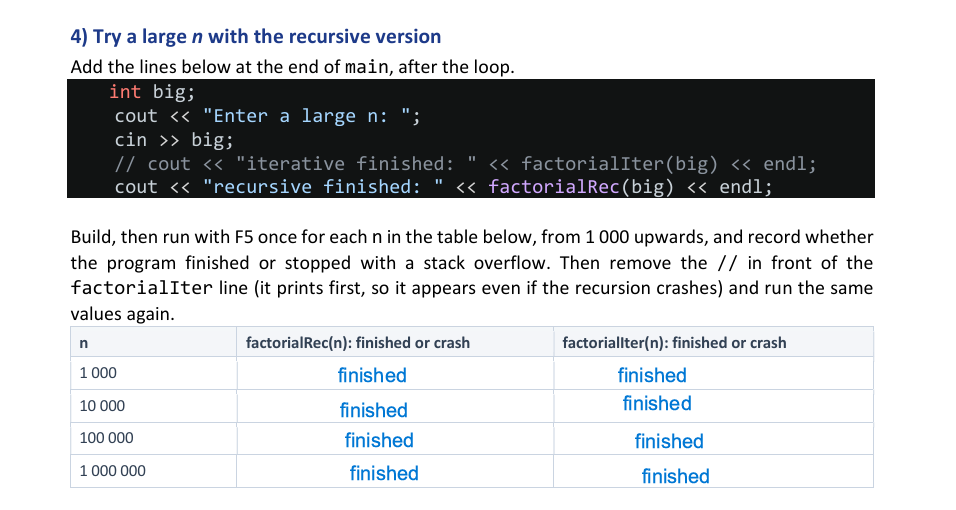 4) Try a large n with the recursive version
Add the lines below at the end of main, after the loop.
int big;
cout << "Enter a large n: ";
cin >> big;
// cout << "iterative finished: " << factorialIter(big) << endl;
cout << "recursive finished: " << factorialRec(big) << endl;
Build, then run with F5 once for each n in the table below, from 1 000 upwards, and record whether
the program finished or stopped with a stack overflow. Then remove the // in front of the
factorialIter line (it prints first, so it appears even if the recursion crashes) and run the same
values again.
n factorialRec(n): finished or crash factorialIter(n): finished or crash
1 000 finished finished
10 000 finished finished
100 000 finished finished
1 000 000 finished finished